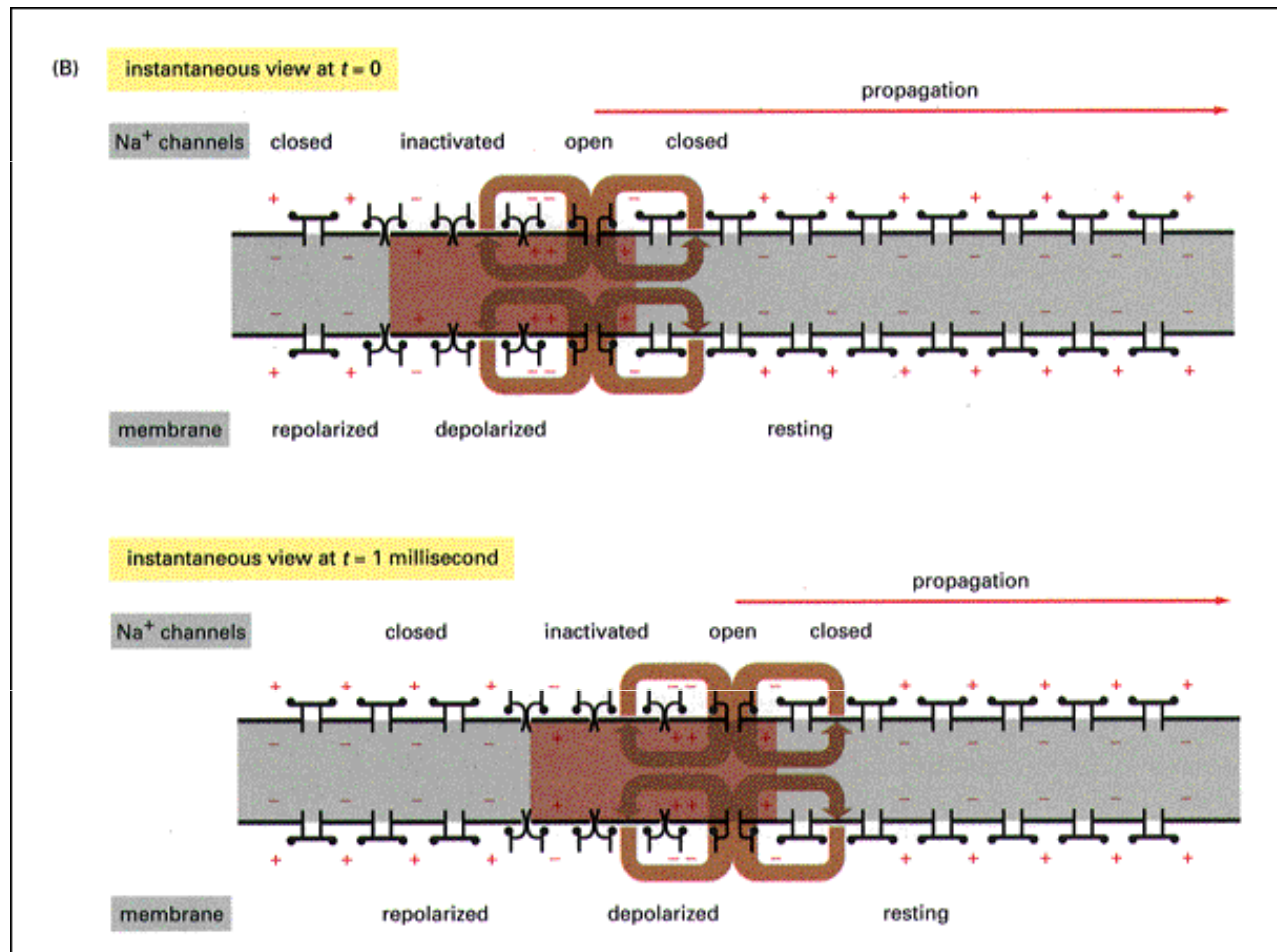 (B) instantaneous view at t = 0
propagation
Na+ channels closed inactivated open closed
+ + - - - - + + + + + + +
- - + + + - - - - - - -
- - + + + - - - - - - -
+ + - - - - + + + + + + +
membrane repolarized depolarized resting
instantaneous view at t = 1 millisecond
propagation
Na+ channels closed inactivated open closed
+ + + + - - - - + + + + +
- - - - + + + + - - - - -
- - - - + + + + - - - - -
+ + + + - - - - + + + + +
membrane repolarized depolarized resting